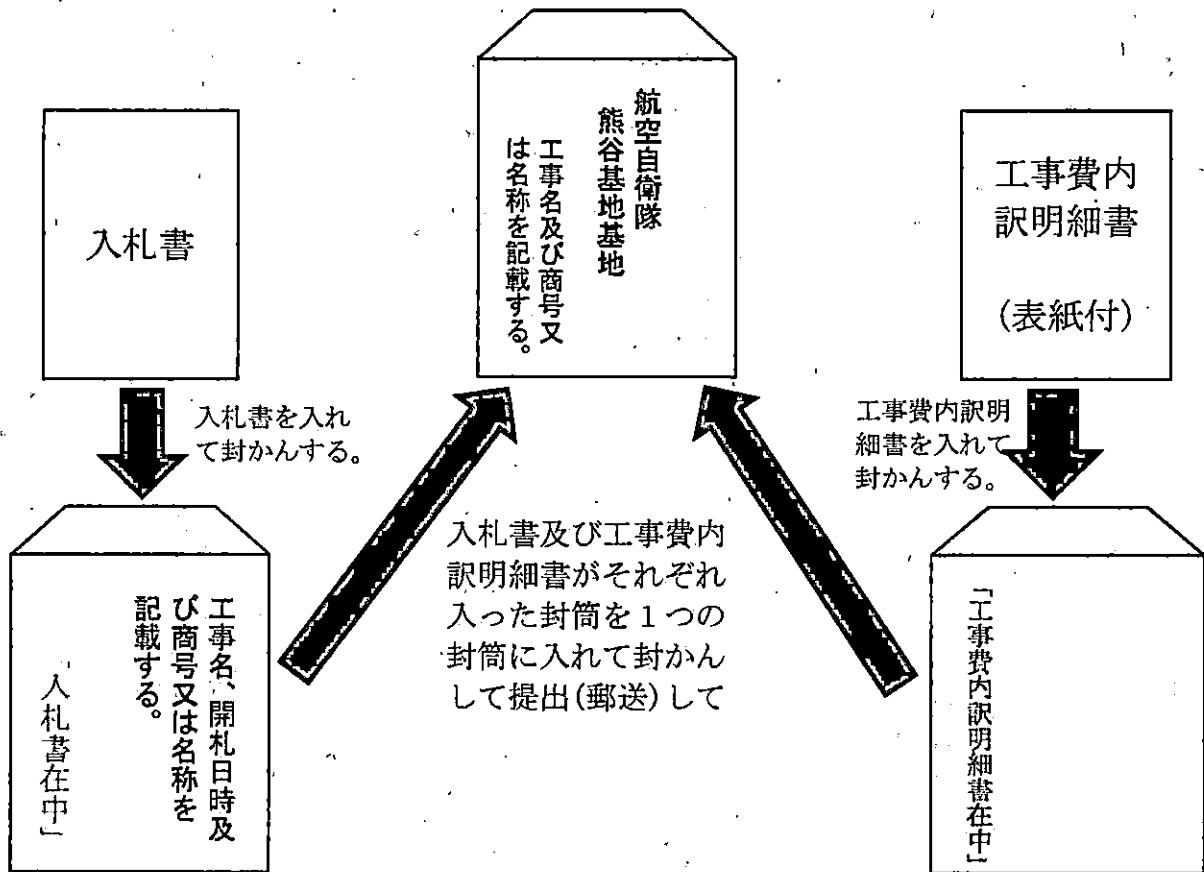 航空自衛隊
熊谷基地基地
工事名及び商号又
は名称を記載する。
入札書
工事費内
訳明細書
(表紙付)
入札書を入れ
て封かんする。
工事費内訳明
細書を入れて
封かんする。
入札書及び工事費内
訳明細書がそれぞれ
入った封筒を1つの
封筒に入れて封かん
して提出(郵送)して
工事名、開札日時及
び商号又は名称を
記載する。
「入札書在中」
「工事費内訳明細書在中」